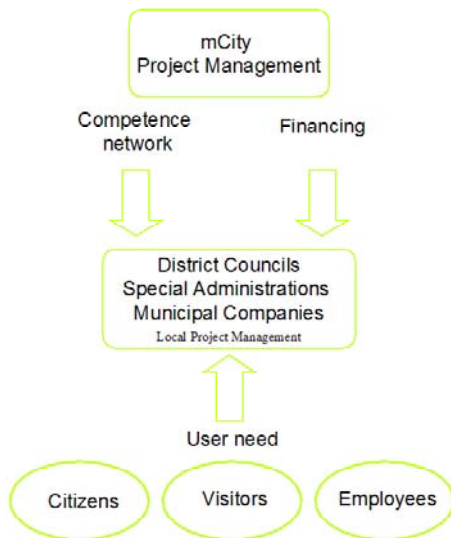 mCity
Project Management
Competence
network
Financing
District Councils
Special Administrations
Municipal Companies
Local Project Management
User need
Citizens
Visitors
Employees